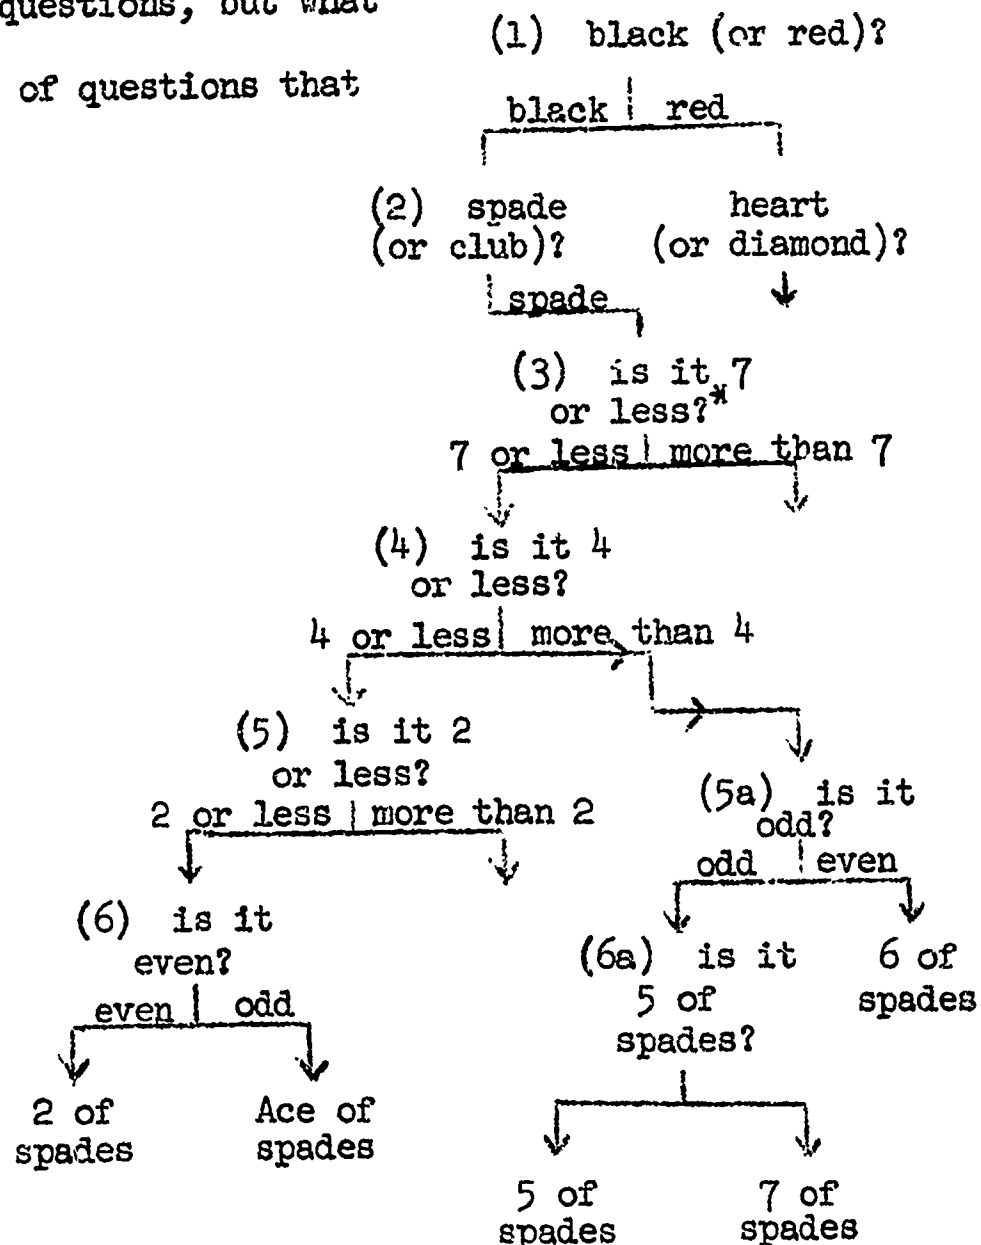 questions, but what
of questions that
(1) black (or red)?
black red
(2) spade heart
(or club)? (or diamond)?
spade
(3) is it 7
or less?*
7 or less more than 7
(4) is it 4
or less?
4 or less more than 4
(5) is it 2
or less?
2 or less more than 2
(5a) is it
odd?
odd even
(6) is it
even?
even odd
(6a) is it 6 of
5 of spades
spades?
2 of Ace of
spades spades
5 of 7 of
spades spades